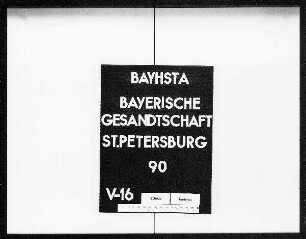 BAYHSTA
BAYERISCHE
GESANDTSCHAFT
ST. PETERSBURG
90
V-16